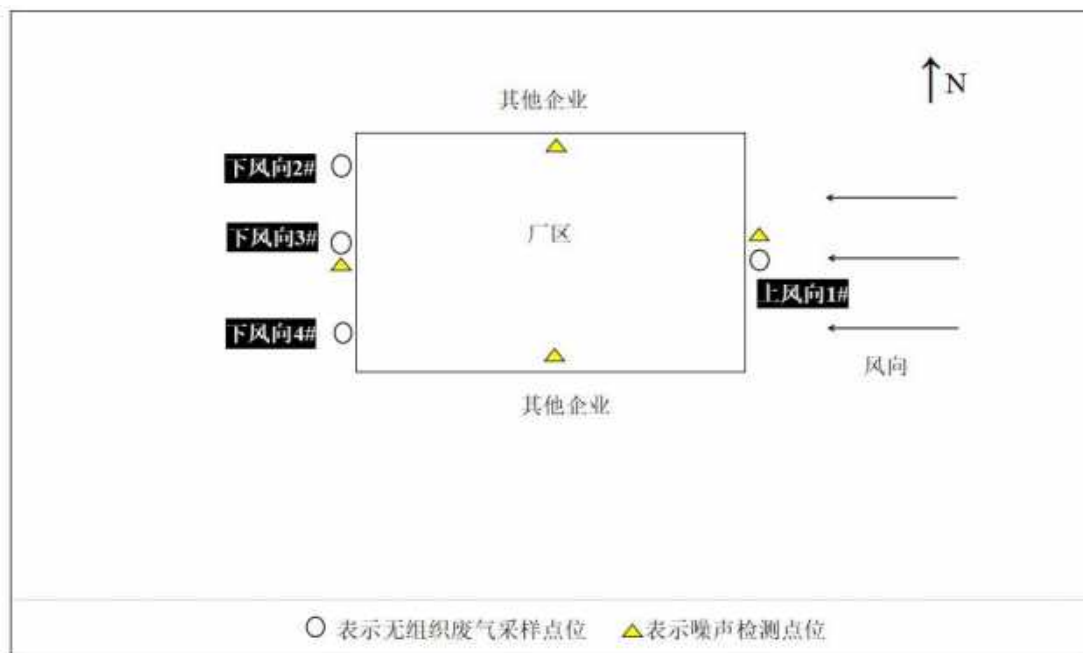 N
其他企业
下风向2#
下风向3#
厂区
上风向1#
下风向4#
风向
其他企业
表示无组织废气采样点位 表示噪声检测点位